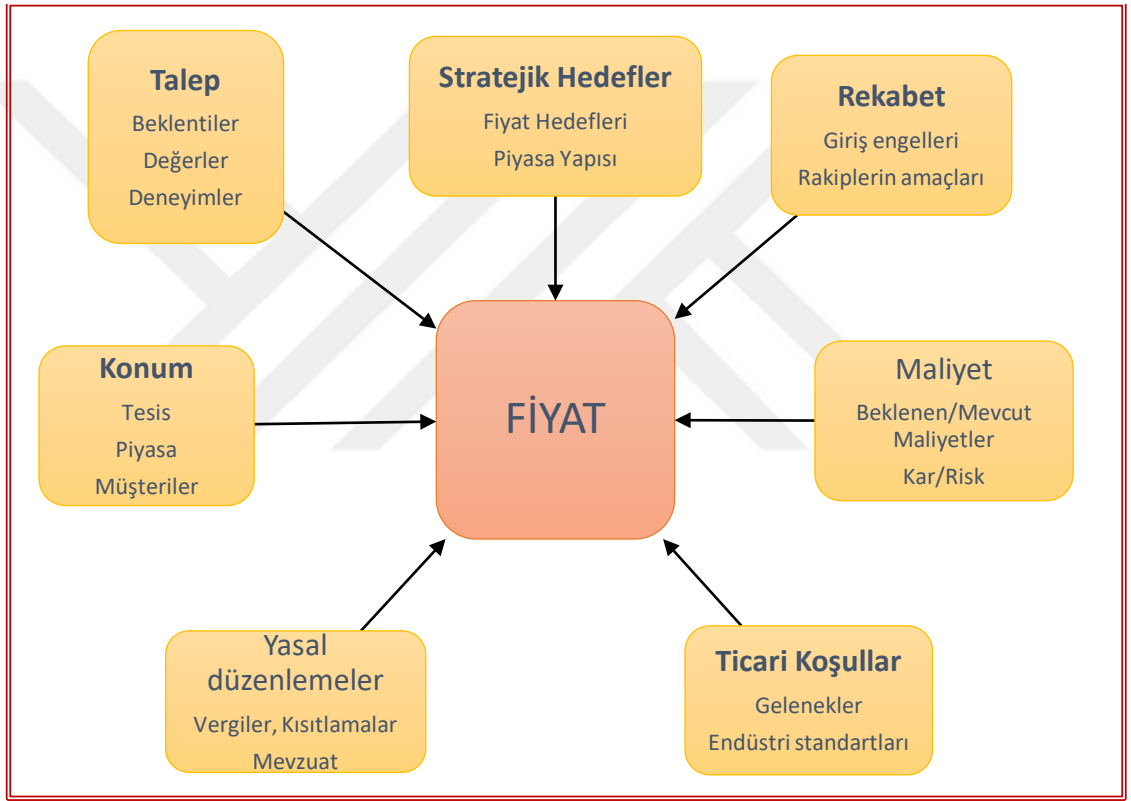 Talep
Beklentiler
Değerler
Deneyimler
Stratejik Hedefler
Fiyat Hedefleri
Piyasa Yapısı
Rekabet
Giriş engelleri
Rakiplerin amaçları
Konum
Tesis
Piyasa
Müşteriler
FİYAT
Maliyet
Beklenen/Mevcut
Maliyetler
Kar/Risk
Yasal
düzenlemeler
Vergiler, Kısıtlamalar
Mevzuat
Ticari Koşullar
Gelenekler
Endüstri standartları